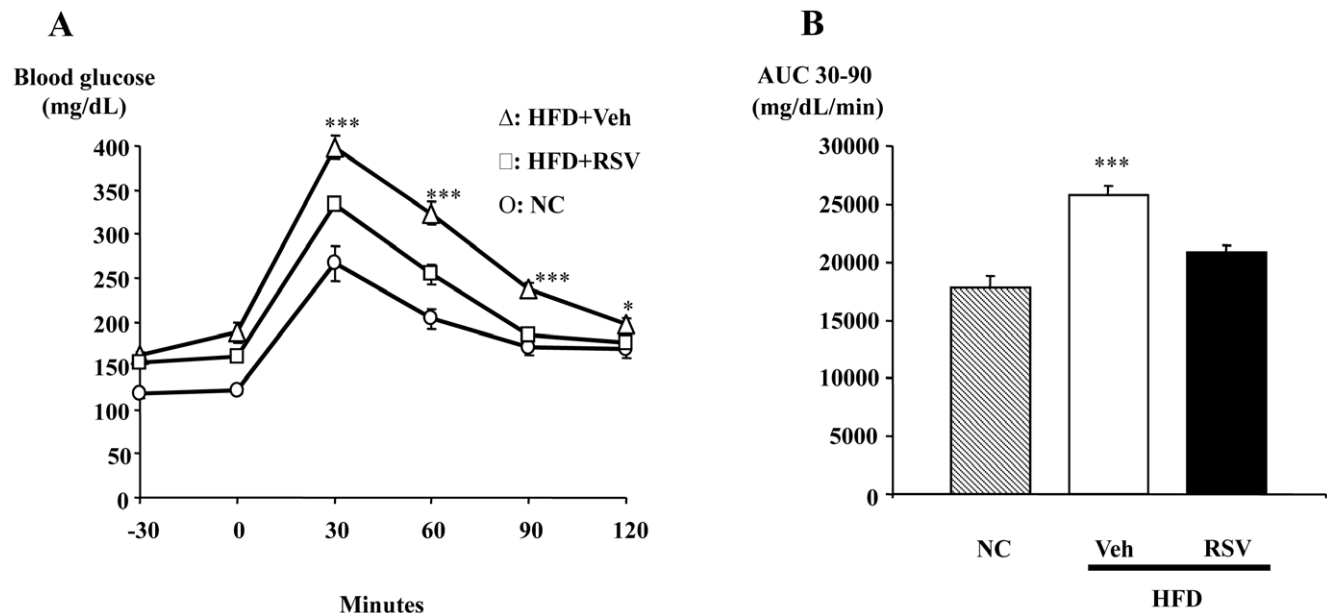 A
Blood glucose
(mg/dL)
Δ: HFD+Veh
□: HFD+RSV
O: NC
***
***
***
*
400
350
300
250
200
150
100
50
0
-30 0 30 60 90 120
Minutes
B
AUC 30-90
(mg/dL/min)
***
30000
25000
20000
15000
10000
5000
0
NC Veh RSV
HFD